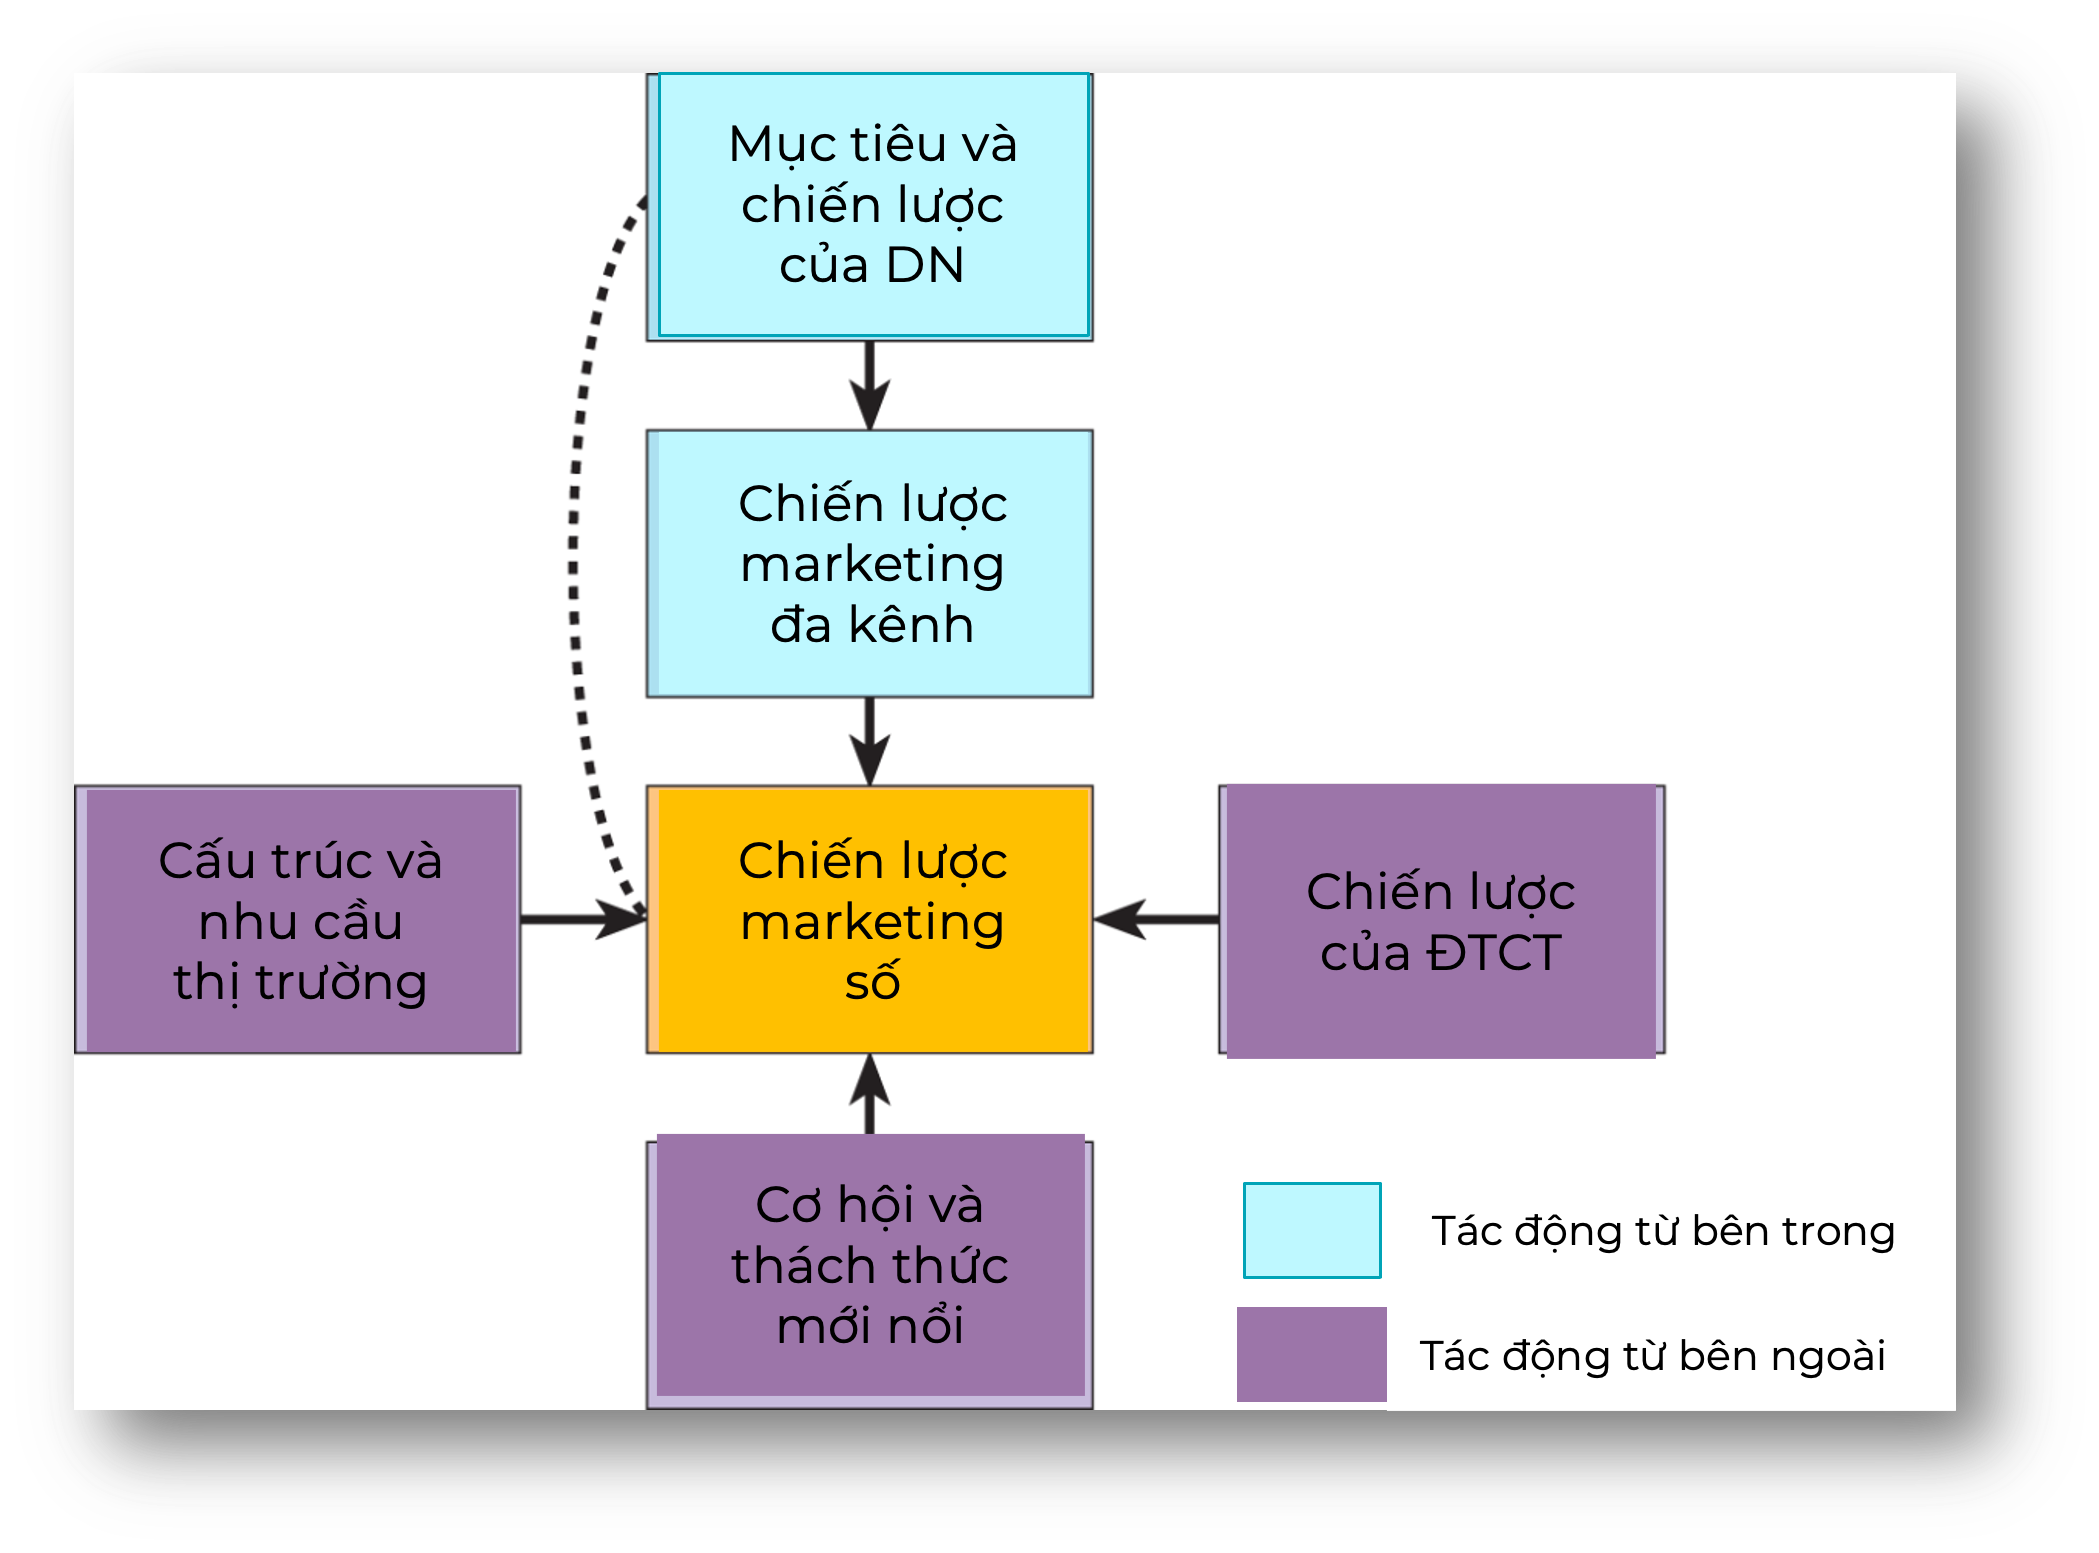 Mục tiêu và
chiến lược
của DN
Chiến lược
marketing
đa kênh
Cấu trúc và
nhu cầu
thị trường
Chiến lược
marketing
số
Chiến lược
của ĐTCT
Cơ hội và
thách thức
mới nổi
Tác động từ bên trong
Tác động từ bên ngoài